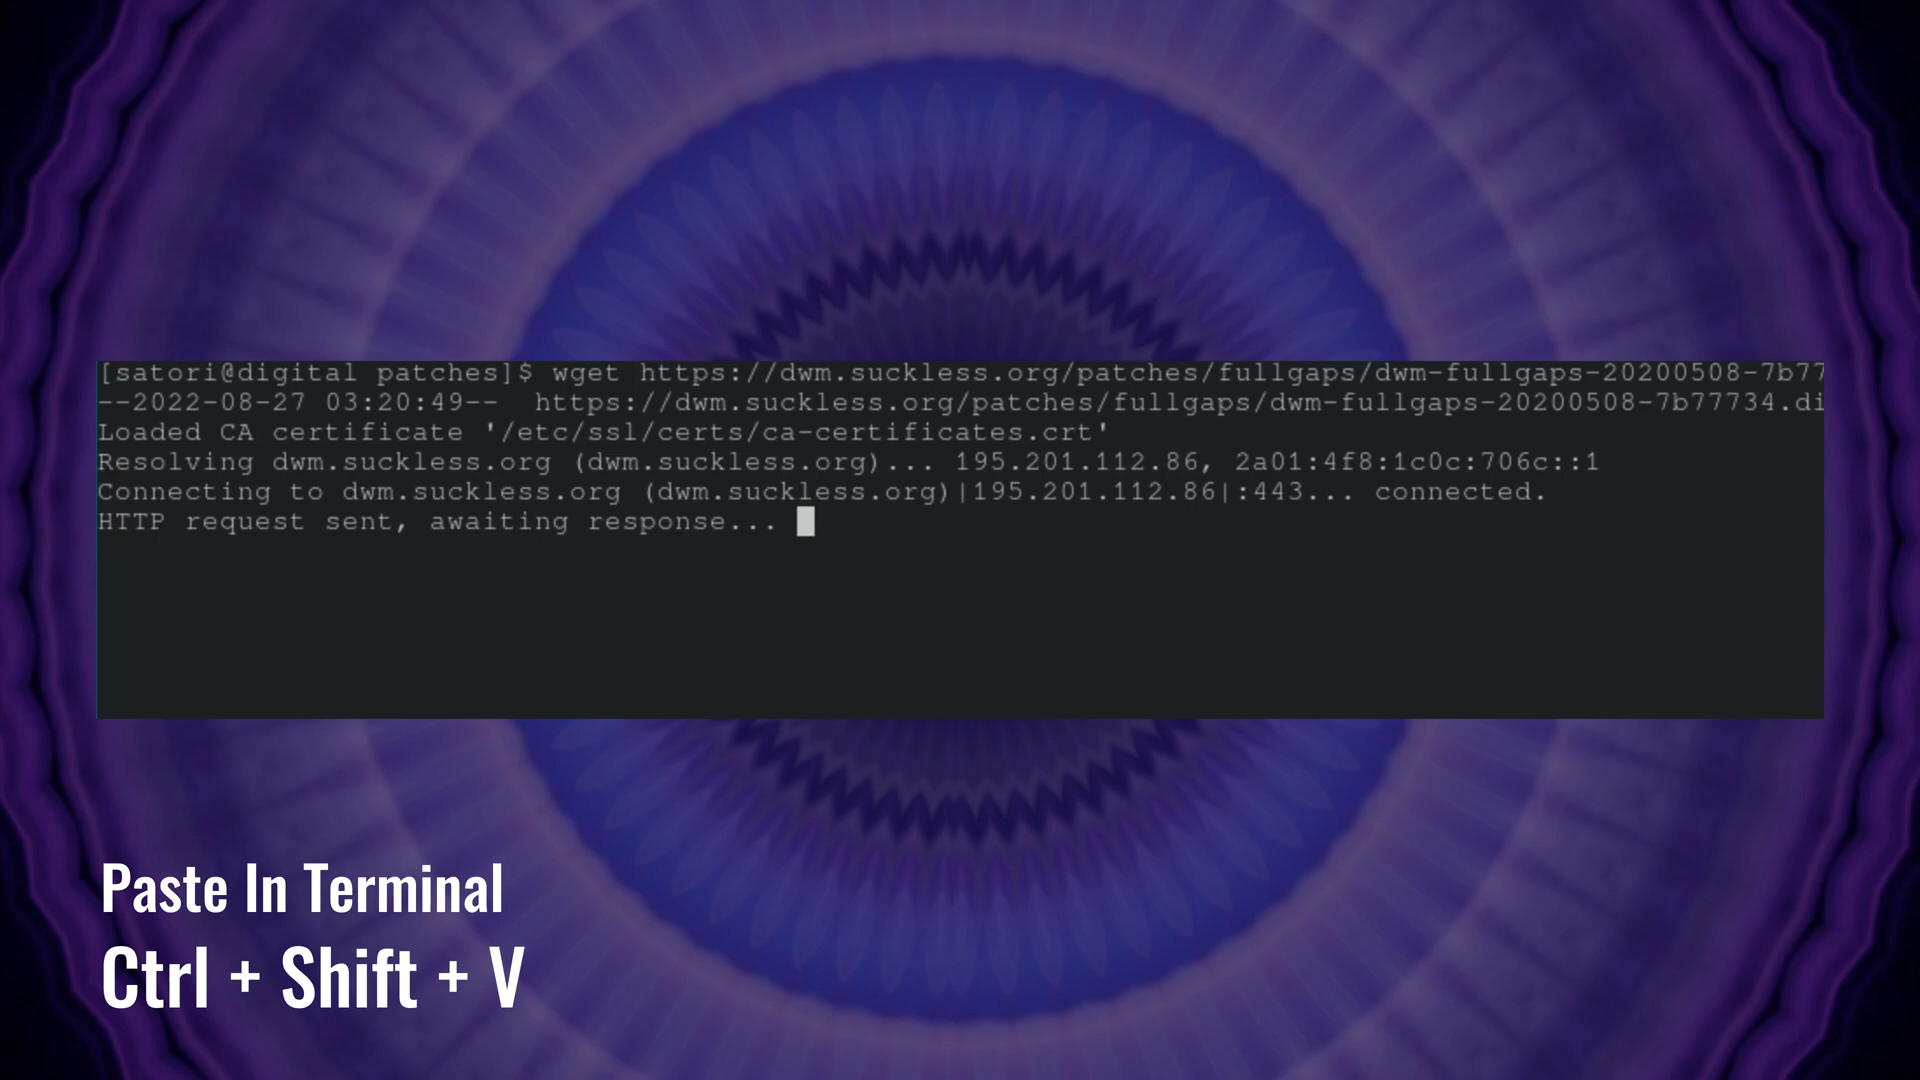 [satori@digital patches]$ wget https://dwm.suckless.org/patches/fullgaps/dwm-fullgaps-20200508-7b77
--2022-08-27 03:20:49--  https://dwm.suckless.org/patches/fullgaps/dwm-fullgaps-20200508-7b77734.di
Loaded CA certificate '/etc/ssl/certs/ca-certificates.crt'
Resolving dwm.suckless.org (dwm.suckless.org)... 195.201.112.86, 2a01:4f8:1c0c:706c::1
Connecting to dwm.suckless.org (dwm.suckless.org)|195.201.112.86|:443... connected.
HTTP request sent, awaiting response...
Paste In Terminal
Ctrl + Shift + V